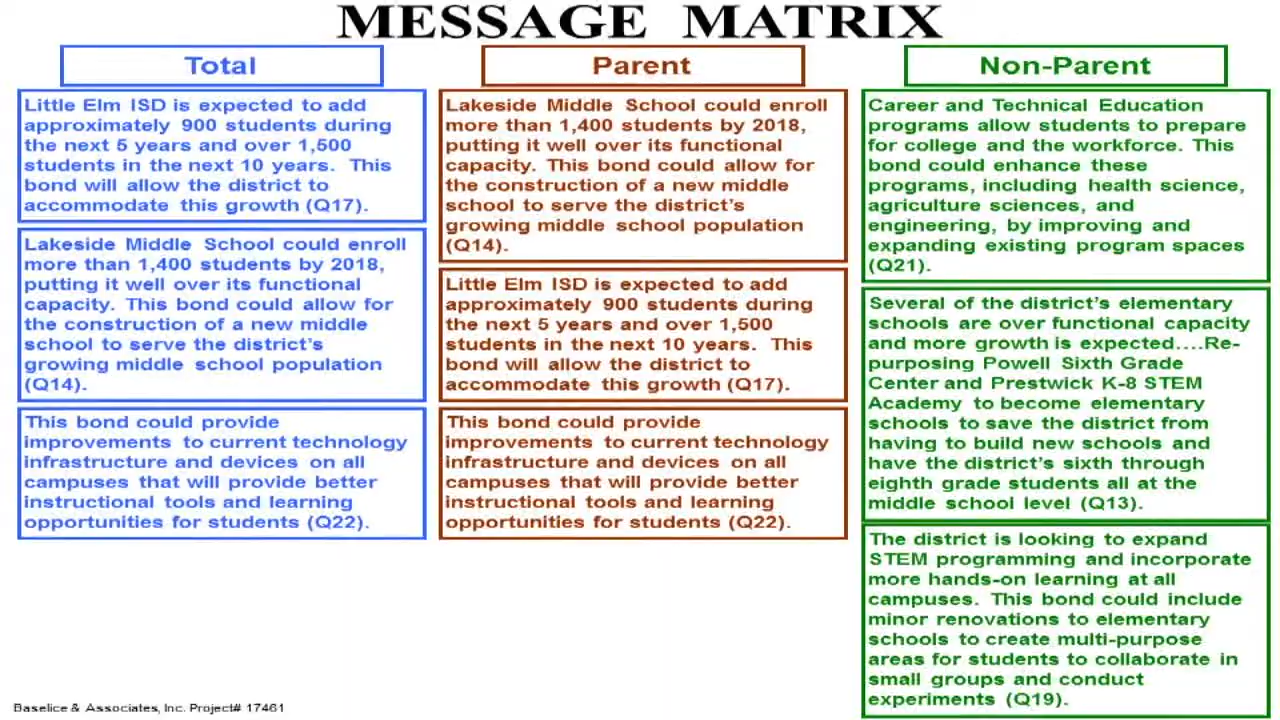 MESSAGE MATRIX
Total
Little Elm ISD is expected to add
approximately 900 students during
the next 5 years and over 1,500
students in the next 10 years. This
bond will allow the district to
accommodate this growth (Q17).
Lakeside Middle School could enroll
more than 1,400 students by 2018,
putting it well over its functional
capacity. This bond could allow for
the construction of a new middle
school to serve the district's
growing middle school population
(Q14).
This bond could provide
improvements to current technology
infrastructure and devices on all
campuses that will provide better
instructional tools and learning
opportunities for students (Q22).
Parent
Lakeside Middle School could enroll
more than 1,400 students by 2018,
putting it well over its functional
capacity. This bond could allow for
the construction of a new middle
school to serve the district's
growing middle school population
(Q14).
Little Elm ISD is expected to add
approximately 900 students during
the next 5 years and over 1,500
students in the next 10 years. This
bond will allow the district to
accommodate this growth (Q17).
This bond could provide
improvements to current technology
infrastructure and devices on all
campuses that will provide better
instructional tools and learning
opportunities for students (Q22).
Non-Parent
Career and Technical Education
programs allow students to prepare
for college and the workforce. This
bond could enhance these
programs, including health science,
agriculture sciences, and
engineering, by improving and
expanding existing program spaces
(Q21).
Several of the district's elementary
schools are over functional capacity
and more growth is expected....Re-
purposing Powell Sixth Grade
Center and Prestwick K-8 STEM
Academy to become elementary
schools to save the district from
having to build new schools and
have the district's sixth through
eighth grade students all at the
middle school level (Q13).
The district is looking to expand
STEM programming and incorporate
more hands-on learning at all
campuses. This bond could include
minor renovations to elementary
schools to create multi-purpose
areas for students to collaborate in
small groups and conduct
experiments (Q19).
Baselice & Associates, Inc. Project# 17461